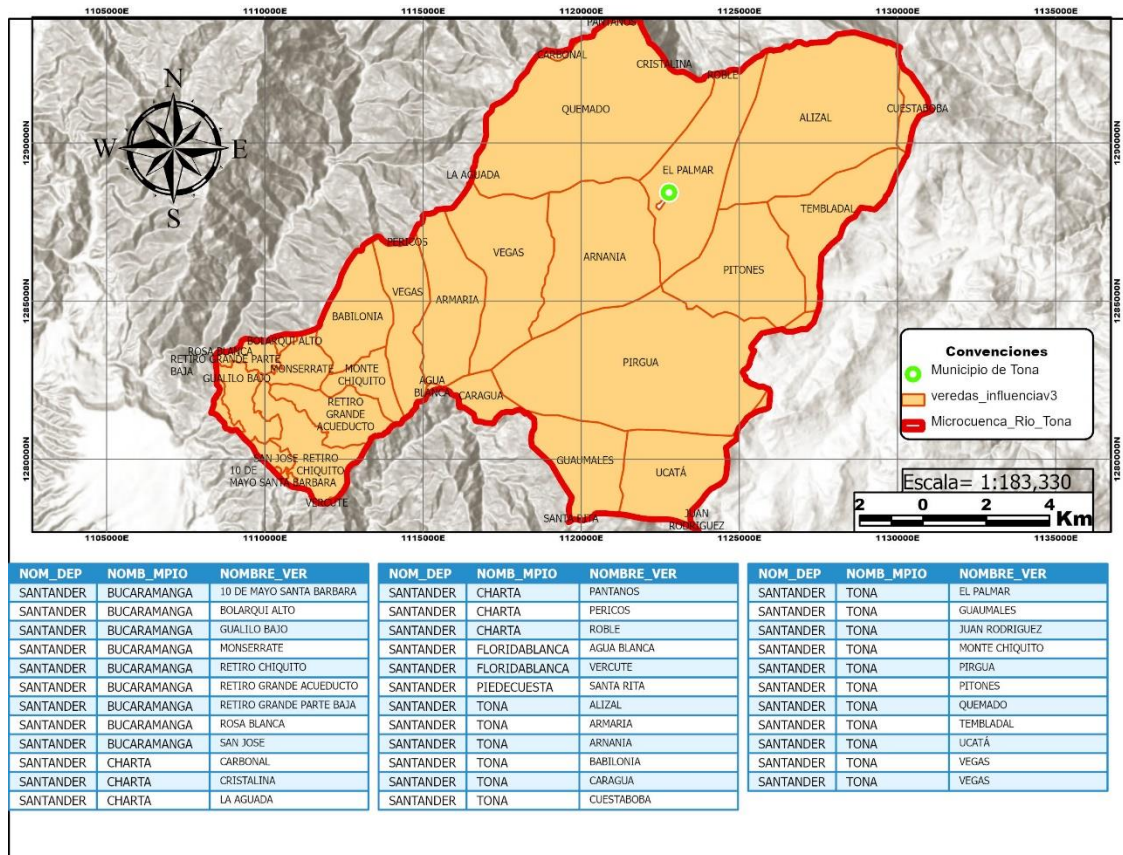 1105000E 1110000E 1115000E 1120000E 1125000E 1130000E 1135000E
PANTANOS
CARBONAL
CRISTALINA
ROBLE
QUEMADO
ALIZAL
CUESTABOBA
N
W E
S
1290000N 1290000N
LA AGUADA
EL PALMAR
TEMBLADAL
PERICOS
VEGAS
ARNANIA
PITONES
VEGAS
ARMARIA
1285000N 1285000N
BABILONIA
BOLARQUI ALTO
ROSA BLANCA
RETIRO GRANDE PARTE
BAJA
GUALILO BAJO
MONSERRATE
MONTE
CHIQUITO
PIRGUA
AGUA
BLANCA
CARAGUA
RETIRO
GRANDE
ACUEDUCTO
Convenciones
Municipio de Tona
veredas_influenciav3
Microcuenca_Rio_Tona
1280000N 1280000N
SAN JOSE RETIRO
CHIQUITO
10 DE
MAYO SANTA BARBARA
VERCUTE
GUAUMALES
UCATÁ
SANTA RITA
JUAN
RODRIGUEZ
Escala= 1:183,330
2 0 2 4
Km
1105000E 1110000E 1115000E 1120000E 1125000E 1130000E 1135000E
NOM_DEP NOMB_MPIO NOMBRE_VER
SANTANDER BUCARAMANGA 10 DE MAYO SANTA BARBARA
SANTANDER BUCARAMANGA BOLARQUI ALTO
SANTANDER BUCARAMANGA GUALILO BAJO
SANTANDER BUCARAMANGA MONSERRATE
SANTANDER BUCARAMANGA RETIRO CHIQUITO
SANTANDER BUCARAMANGA RETIRO GRANDE ACUEDUCTO
SANTANDER BUCARAMANGA RETIRO GRANDE PARTE BAJA
SANTANDER BUCARAMANGA ROSA BLANCA
SANTANDER BUCARAMANGA SAN JOSE
SANTANDER CHARTA CARBONAL
SANTANDER CHARTA CRISTALINA
SANTANDER CHARTA LA AGUADA
NOM_DEP NOMB_MPIO NOMBRE_VER
SANTANDER CHARTA PANTANOS
SANTANDER CHARTA PERICOS
SANTANDER CHARTA ROBLE
SANTANDER FLORIDABLANCA AGUA BLANCA
SANTANDER FLORIDABLANCA VERCUTE
SANTANDER PIEDECUESTA SANTA RITA
SANTANDER TONA ALIZAL
SANTANDER TONA ARMARIA
SANTANDER TONA ARNANIA
SANTANDER TONA BABILONIA
SANTANDER TONA CARAGUA
SANTANDER TONA CUESTABOBA
NOM_DEP NOMB_MPIO NOMBRE_VER
SANTANDER TONA EL PALMAR
SANTANDER TONA GUAUMALES
SANTANDER TONA JUAN RODRIGUEZ
SANTANDER TONA MONTE CHIQUITO
SANTANDER TONA PIRGUA
SANTANDER TONA PITONES
SANTANDER TONA QUEMADO
SANTANDER TONA TEMBLADAL
SANTANDER TONA UCATÁ
SANTANDER TONA VEGAS
SANTANDER TONA VEGAS